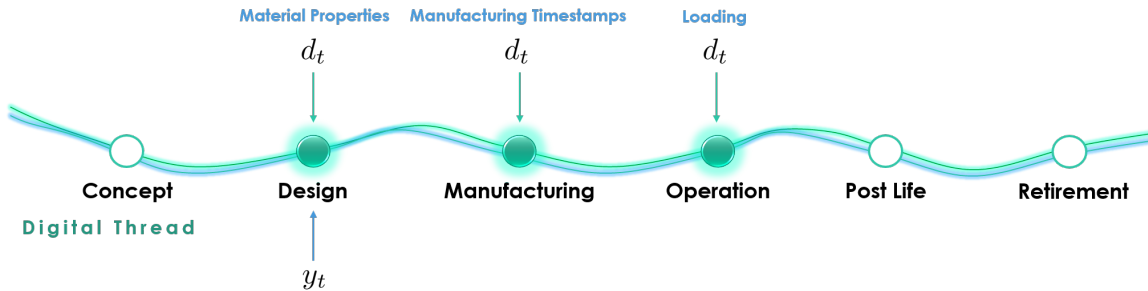 Material Properties Manufacturing Timestamps Loading
d_t d_t d_t
Concept Design Manufacturing Operation Post Life Retirement
Digital Thread
y_t